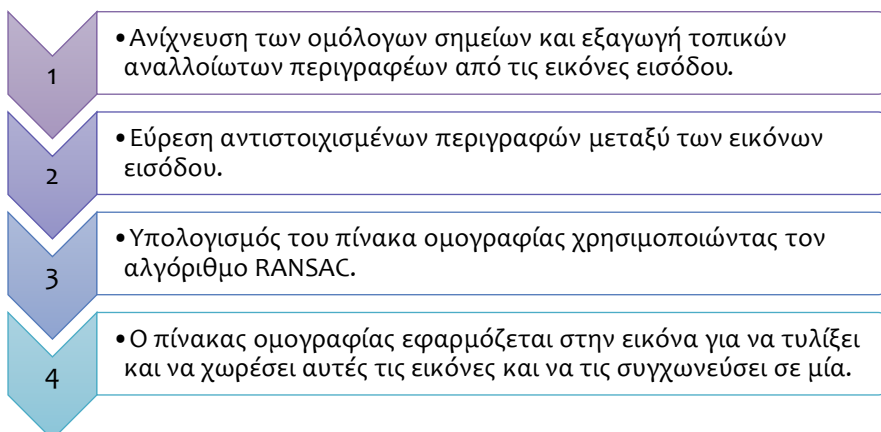 1
•Ανίχνευση των ομόλογων σημείων και εξαγωγή τοπικών
αναλλοίωτων περιγραφέων από τις εικόνες εισόδου.
2
•Εύρεση αντιστοιχισμένων περιγραφών μεταξύ των εικόνων
εισόδου.
3
•Υπολογισμός του πίνακα ομογραφίας χρησιμοποιώντας τον
αλγόριθμο RANSAC.
4
•Ο πίνακας ομογραφίας εφαρμόζεται στην εικόνα για να τυλίξει
και να χωρέσει αυτές τις εικόνες και να τις συγχωνεύσει σε μία.